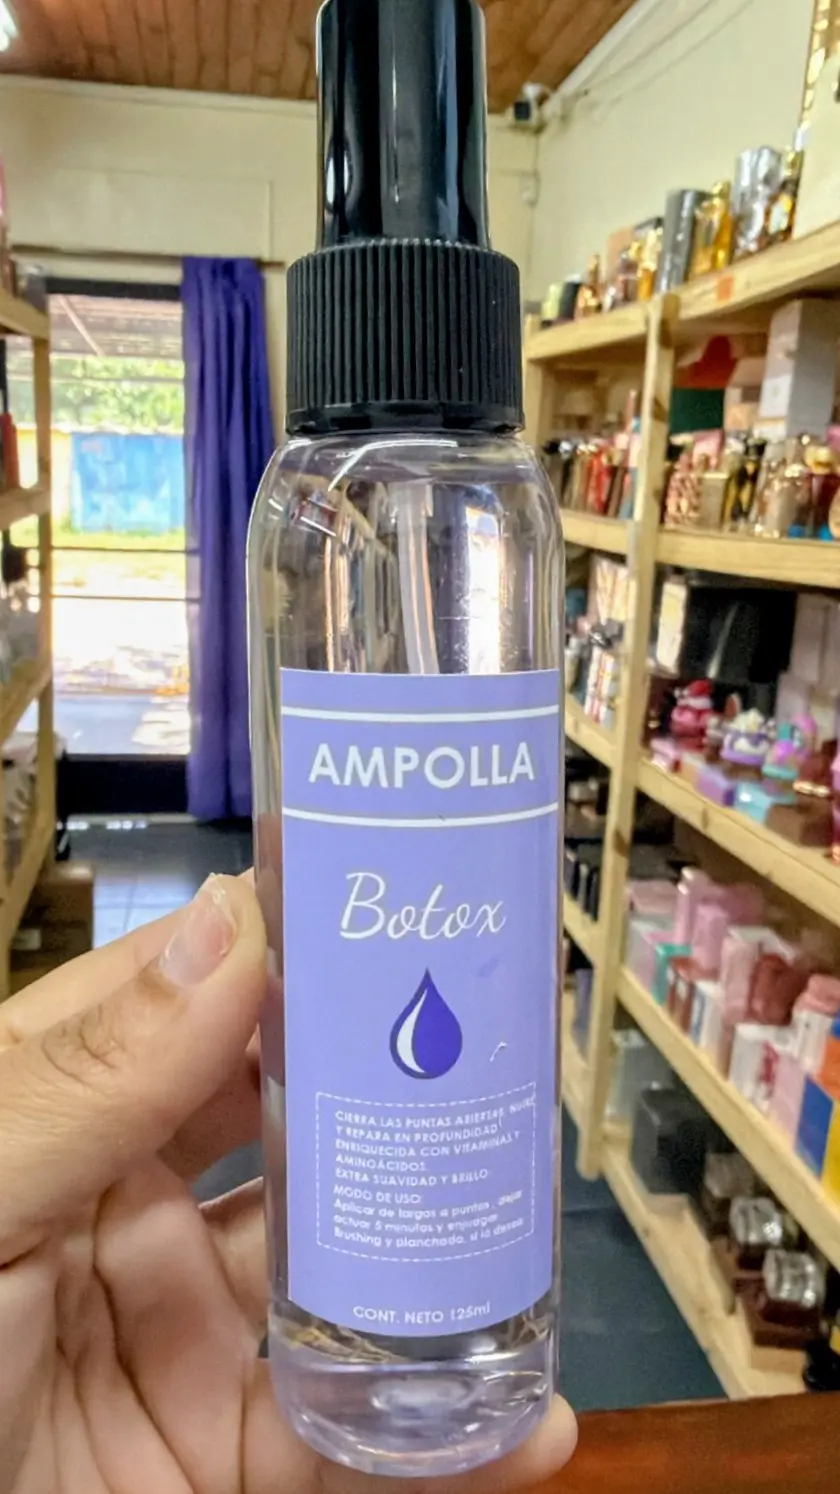 AMPOLLA
Botox
CIERRA LAS PUNTAS ABIERTAS, NUTRE
Y REPARA EN PROFUNDIDAD
ENRIQUECIDA CON VITAMINAS Y
AMINOÁCIDOS.
EXTRA SUAVIDAD Y BRILLO.
MODO DE USO:
Aplicar de largos a puntas , dejar
actuar 5 minutos y enjuagar.
Brushing y planchado, si lo desea
CONT. NETO 125ml